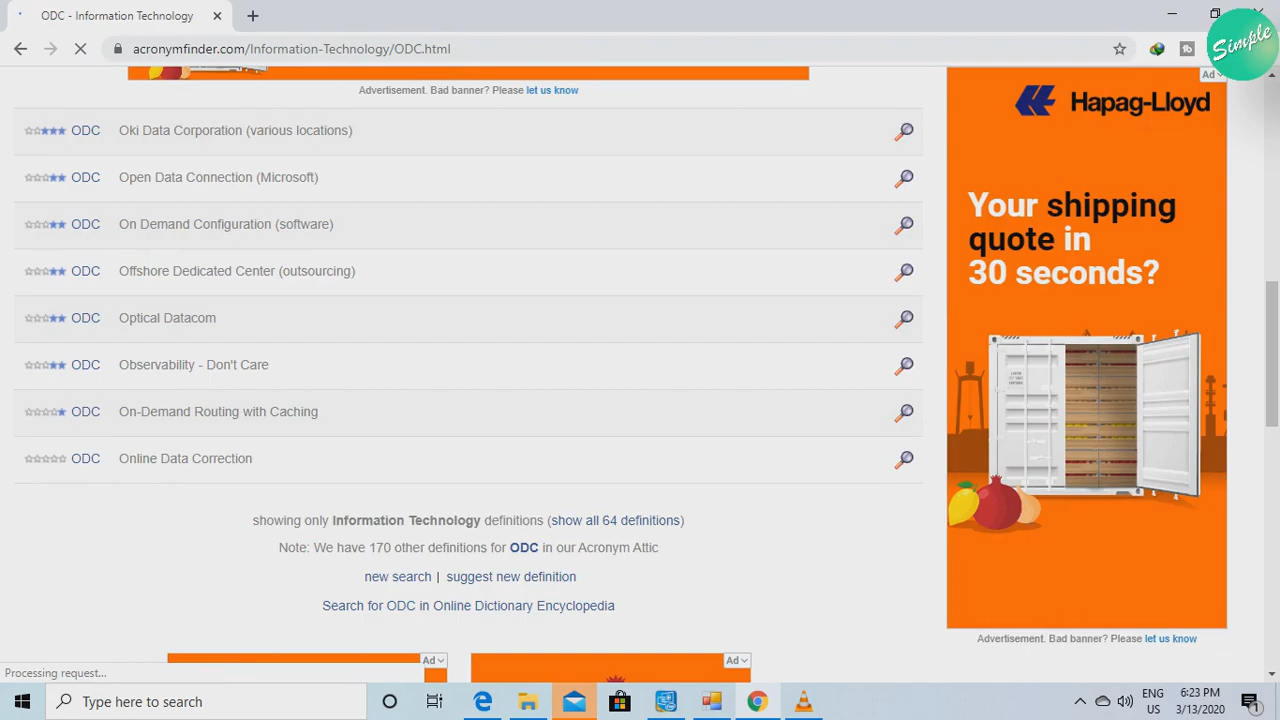 ODC - Information Technology
Simple
acronymfinder.com/Information-Technology/ODC.html
Ad
Advertisement. Bad banner? Please let us know
ODC Oki Data Corporation (various locations)
ODC Open Data Connection (Microsoft)
ODC On Demand Configuration (software)
ODC Offshore Dedicated Center (outsourcing)
ODC Optical Datacom
ODC Observability - Don't Care
ODC On-Demand Routing with Caching
ODC Online Data Correction
showing only Information Technology definitions (show all 64 definitions)
Note: We have 170 other definitions for ODC in our Acronym Attic
new search | suggest new definition
Search for ODC in Online Dictionary Encyclopedia
Hapag-Lloyd
Your shipping
quote in
30 seconds?
Advertisement. Bad banner? Please let us know
Ad
Ad
Processing request...
Type here to search
ENG
US
6:23 PM
3/13/2020
1